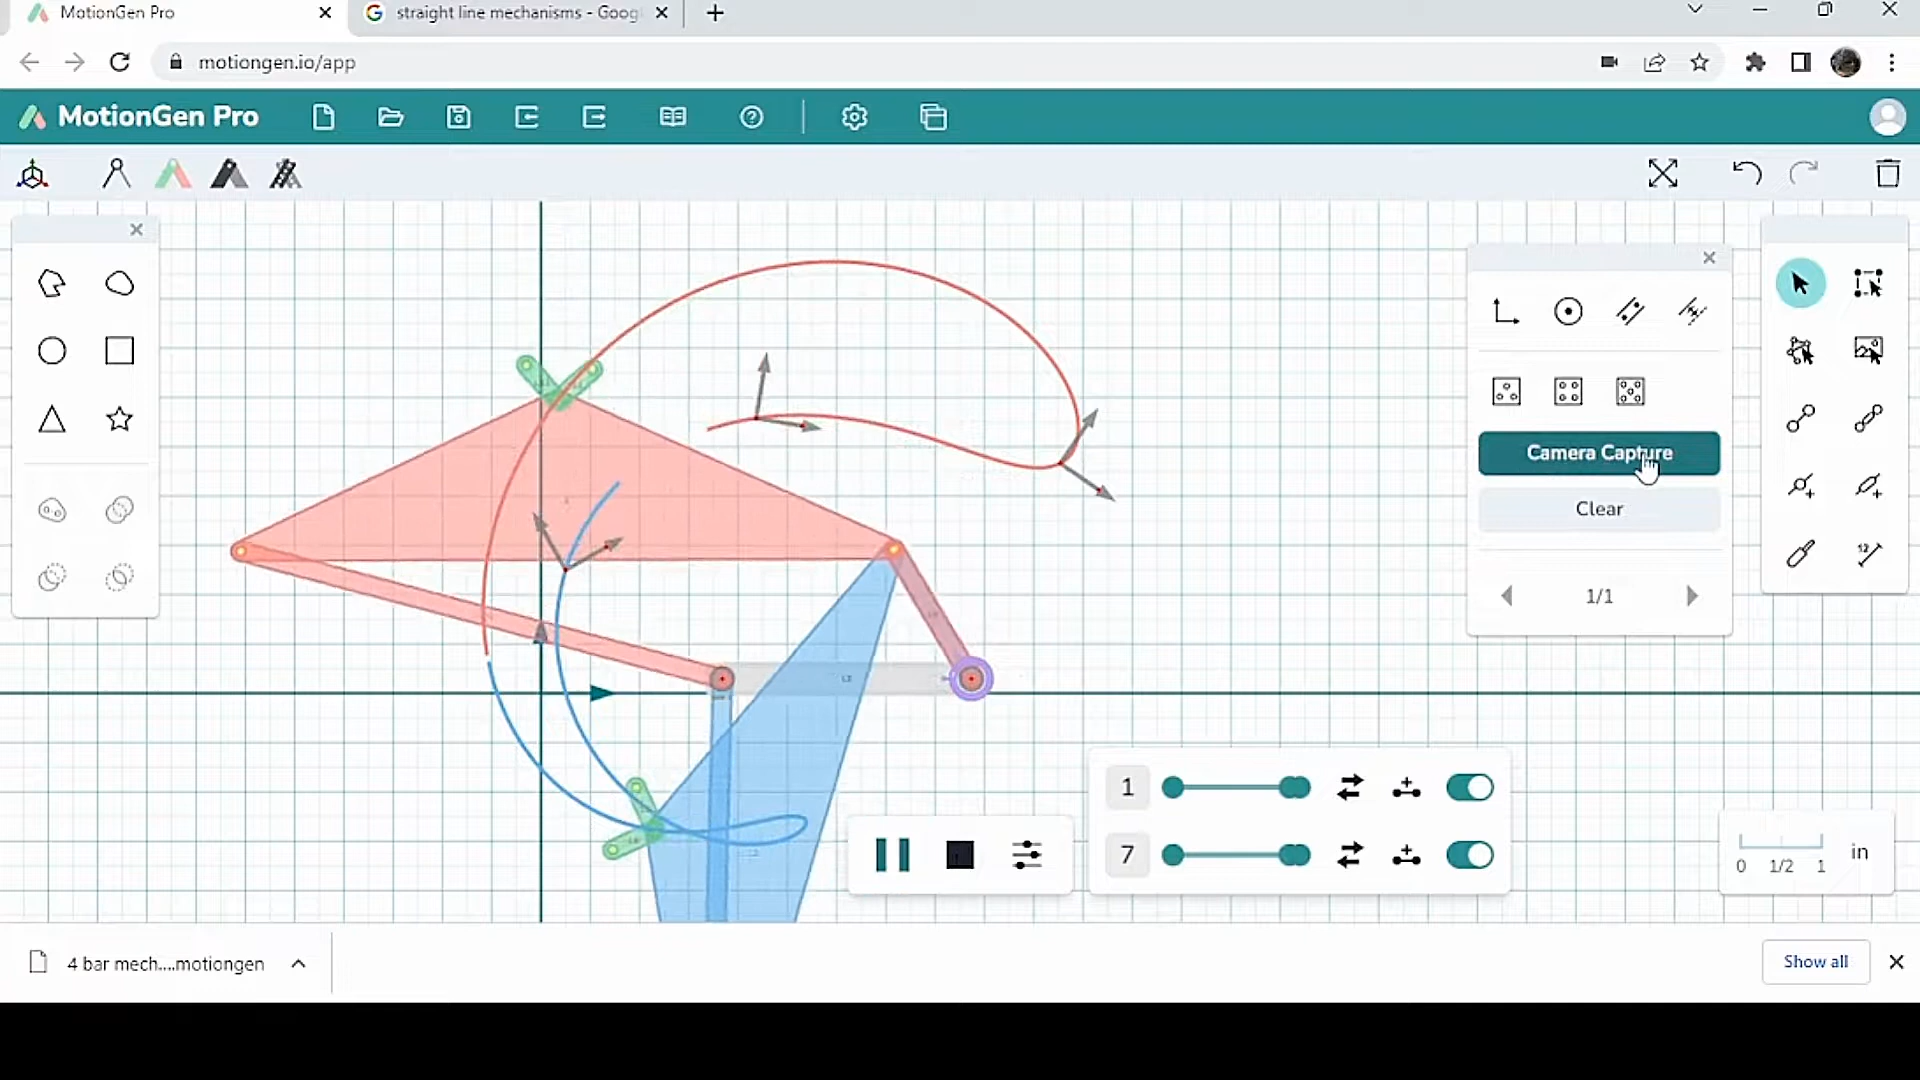 MotionGen Pro
straight line mechanisms - Goog
motiongen.io/app
MotionGen Pro
Camera Capture
Clear
1/1
L2
1
7
0 1/2 1 in
4 bar mech....motiongen
Show all